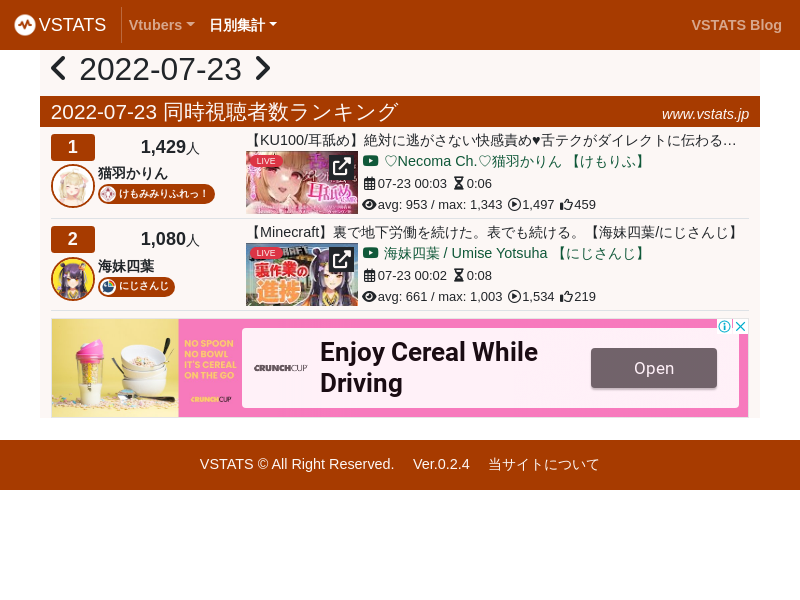 VSTATS Vtubers 日別集計 VSTATS Blog
2022-07-23
2022-07-23 同時視聴者数ランキング www.vstats.jp
1 1,429人
猫羽かりん
けもみみりふれっ！
【KU100/耳舐め】絶対に逃がさない快感責め♥舌テクがダイレクトに伝わる…
LIVE
♡Necoma Ch.♡猫羽かりん 【けもりふ】
07-23 00:03 0:06
avg: 953 / max: 1,343 1,497 459
2 1,080人
海妹四葉
にじさんじ
【Minecraft】裏で地下労働を続けた。表でも続ける。【海妹四葉/にじさんじ】
LIVE
裏作業の
進捗
海妹四葉 / Umise Yotsuha 【にじさんじ】
07-23 00:02 0:08
avg: 661 / max: 1,003 1,534 219
NO SPOON
NO BOWL
IT'S CEREAL
ON THE GO
CRUNCHCUP
CRUNCHCUP
Enjoy Cereal While
Driving
Open
VSTATS © All Right Reserved. Ver.0.2.4 当サイトについて